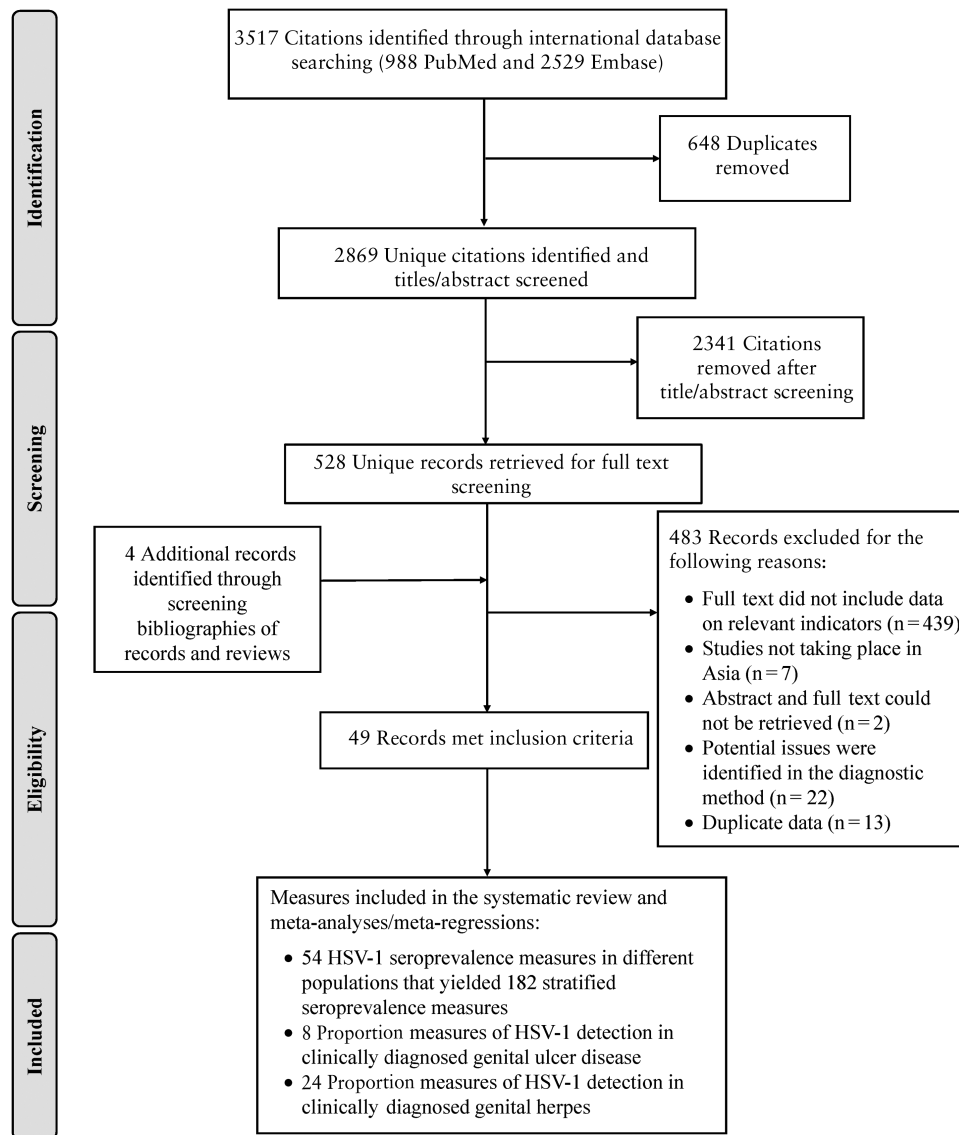 3517 Citations identified through international database
searching (988 PubMed and 2529 Embase)
648 Duplicates
removed
Identification
2869 Unique citations identified and
titles/abstract screened
2341 Citations
removed after
title/abstract screening
Screening
528 Unique records retrieved for full text
screening
4 Additional records
identified through
screening
bibliographies of
records and reviews
483 Records excluded for the
following reasons:
• Full text did not include data
on relevant indicators (n = 439)
• Studies not taking place in
Asia (n = 7)
• Abstract and full text could
not be retrieved (n = 2)
• Potential issues were
identified in the diagnostic
method (n = 22)
• Duplicate data (n = 13)
Eligibility
49 Records met inclusion criteria
Included
Measures included in the systematic review and
meta-analyses/meta-regressions:
• 54 HSV-1 seroprevalence measures in different
populations that yielded 182 stratified
seroprevalence measures
• 8 Proportion measures of HSV-1 detection in
clinically diagnosed genital ulcer disease
• 24 Proportion measures of HSV-1 detection in
clinically diagnosed genital herpes